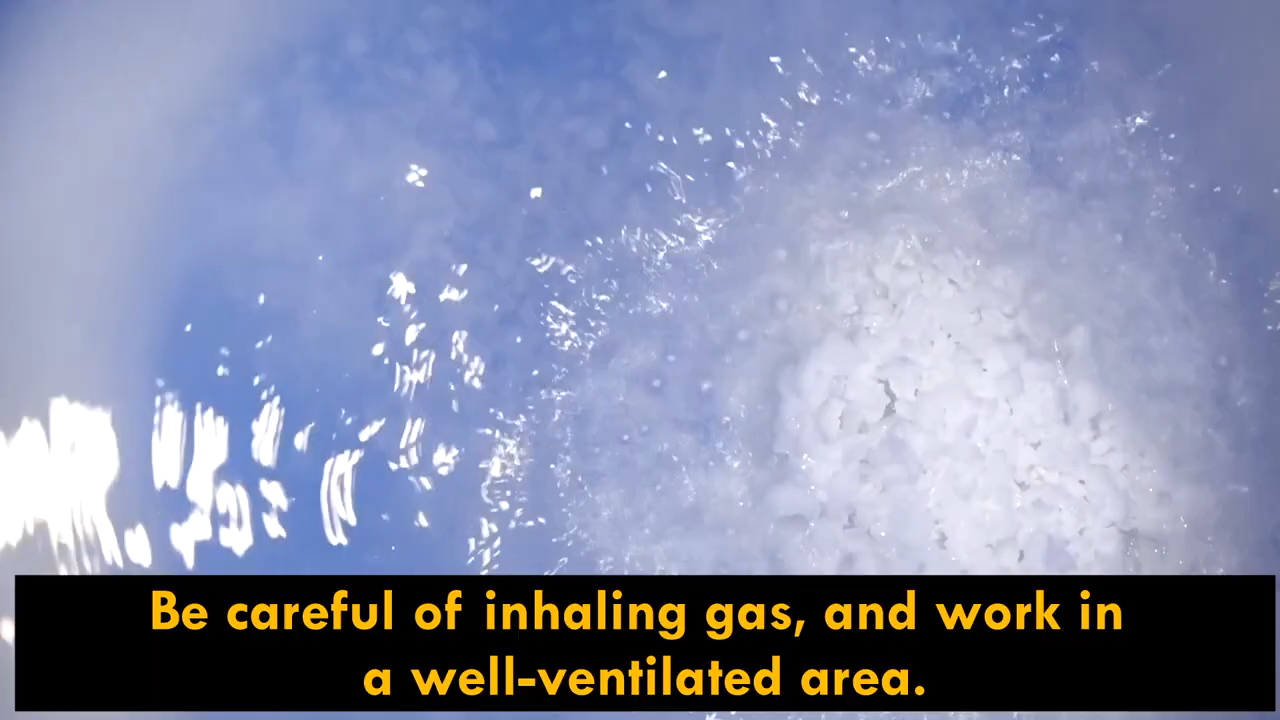 Be careful of inhaling gas, and work in
a well-ventilated area.